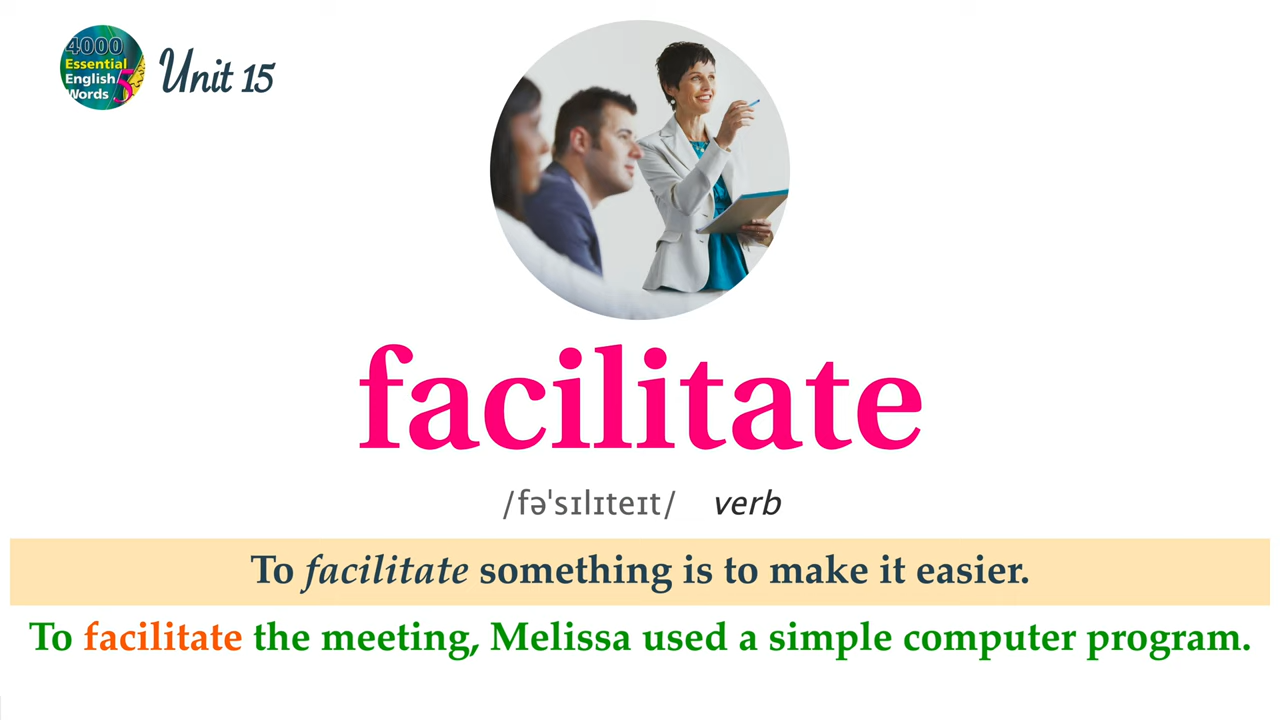 4000
Essential
English
Words 5
Unit 15
facilitate
/fəˈsɪlɪteɪt/ verb
To facilitate something is to make it easier.
To facilitate the meeting, Melissa used a simple computer program.